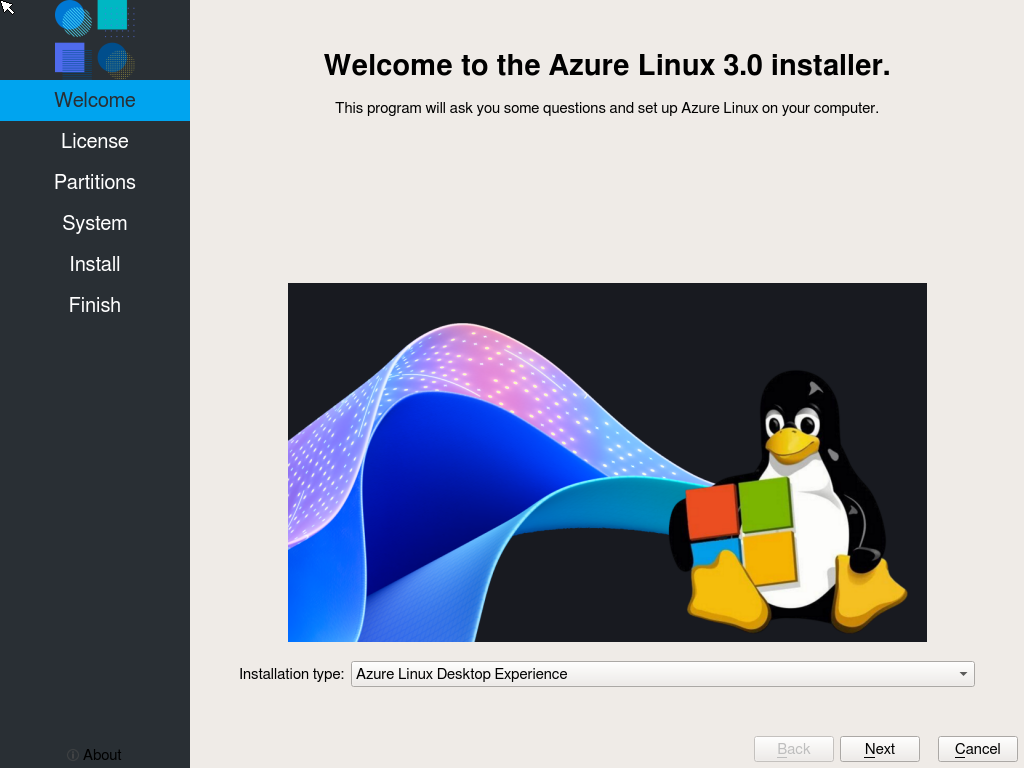 Welcome
License
Partitions
System
Install
Finish
About
Welcome to the Azure Linux 3.0 installer.
This program will ask you some questions and set up Azure Linux on your computer.
Installation type: Azure Linux Desktop Experience
Back Next Cancel